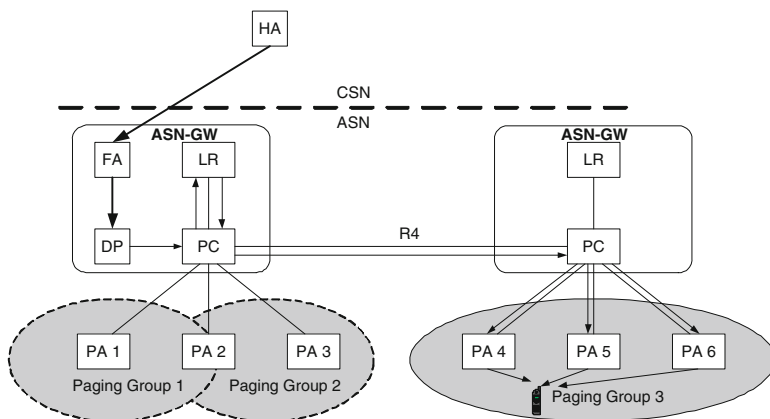 HA
CSN
ASN
ASN-GW
ASN-GW
FA
LR
LR
R4
DP
PC
PC
PA 1
PA 2
PA 3
PA 4
PA 5
PA 6
Paging Group 1
Paging Group 2
Paging Group 3